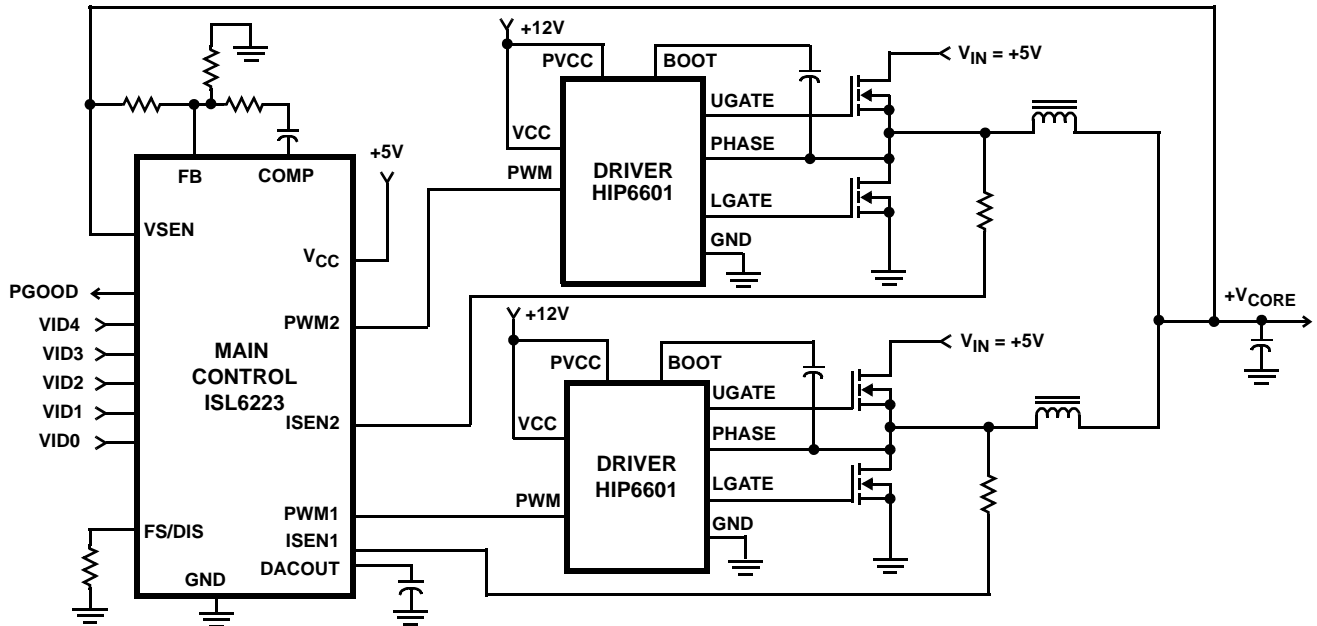 +12V
PVCC
BOOT
V_IN = +5V
UGATE
VCC
PHASE
DRIVER
HIP6601
PWM
LGATE
GND
+5V
FB
COMP
VSEN
V_CC
PGOOD
VID4
VID3
VID2
VID1
VID0
PWM2
MAIN
CONTROL
ISL6223
ISEN2
PWM1
FS/DIS
ISEN1
DACOUT
GND
+12V
PVCC
BOOT
V_IN = +5V
UGATE
VCC
PHASE
DRIVER
HIP6601
LGATE
PWM
GND
+V_CORE